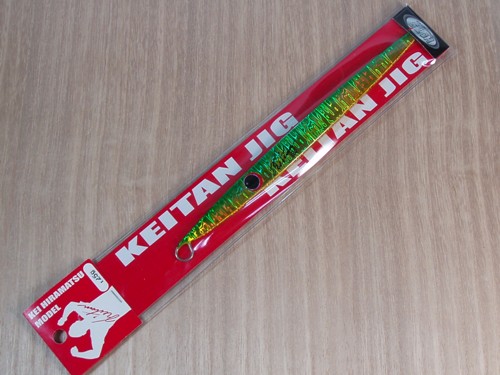 KEITAN JIG
KEITAN JIG
KEI HIRAMATSU
MODEL